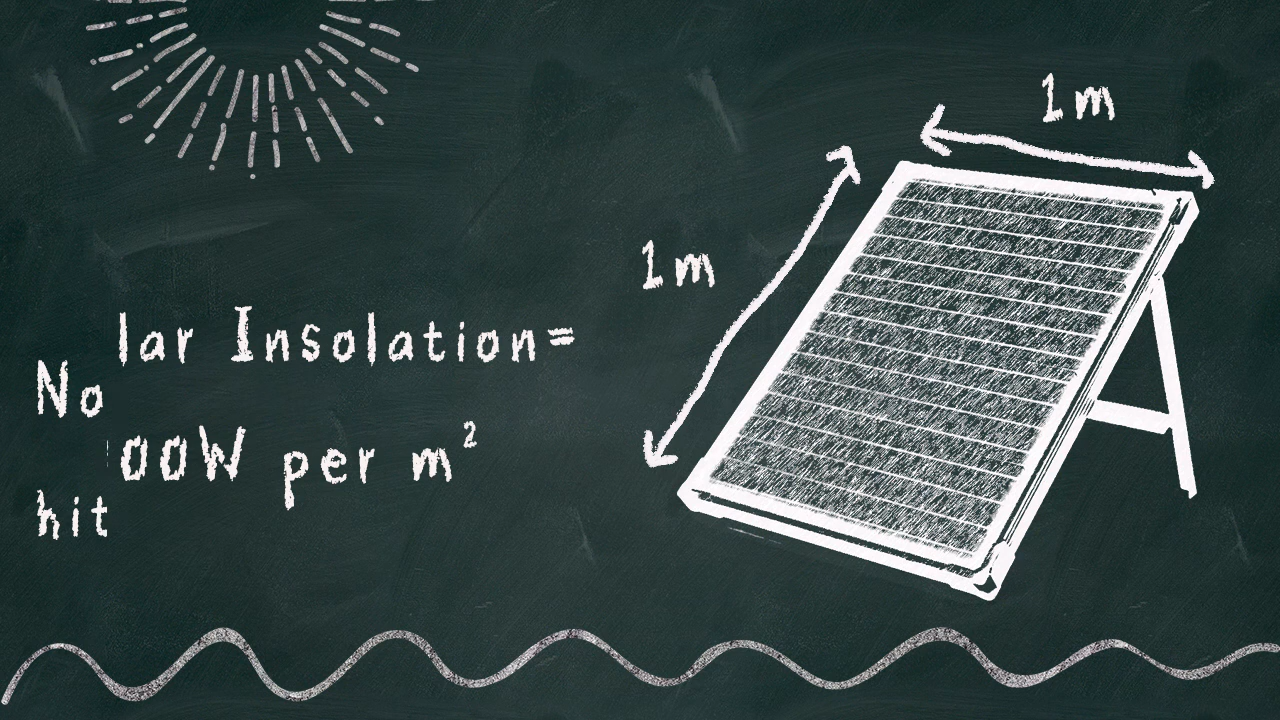 1m
1m
lar Insolation=
No
00W per m²
hit